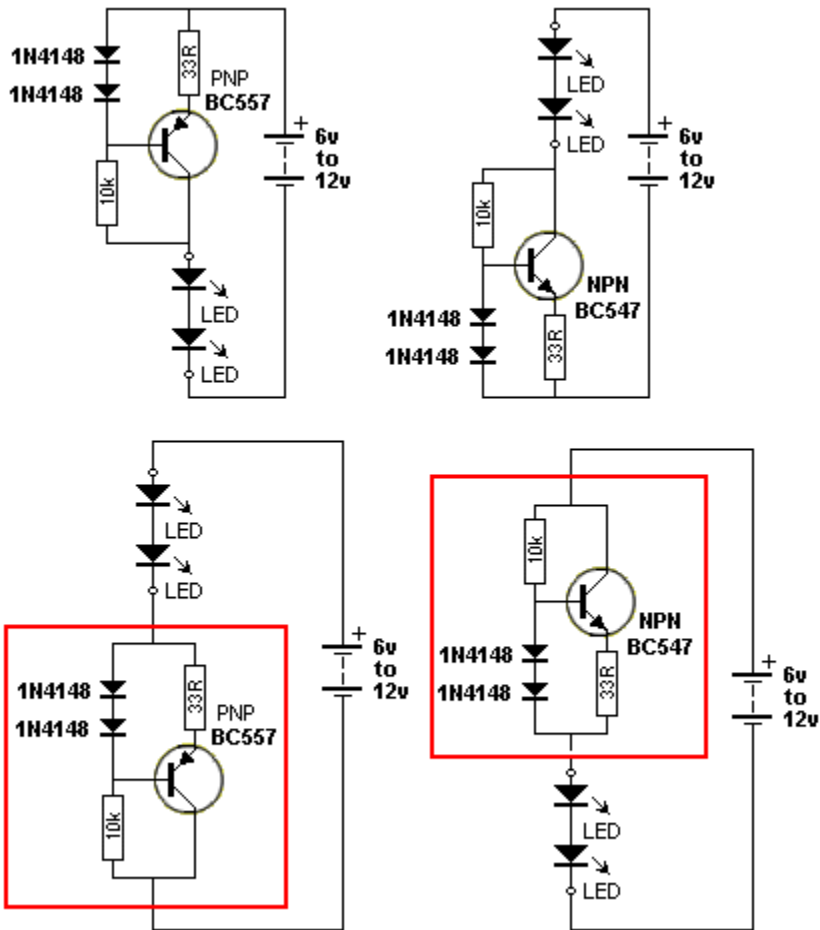 1N4148
1N4148
33R
PNP
BC557
10k
+
6v
to
12v
LED
LED
LED
LED
+
6v
to
12v
10k
NPN
BC547
1N4148
1N4148
33R
LED
LED
+
6v
to
12v
1N4148
1N4148
33R
PNP
BC557
10k
10k
NPN
BC547
1N4148
1N4148
33R
+
6v
to
12v
LED
LED